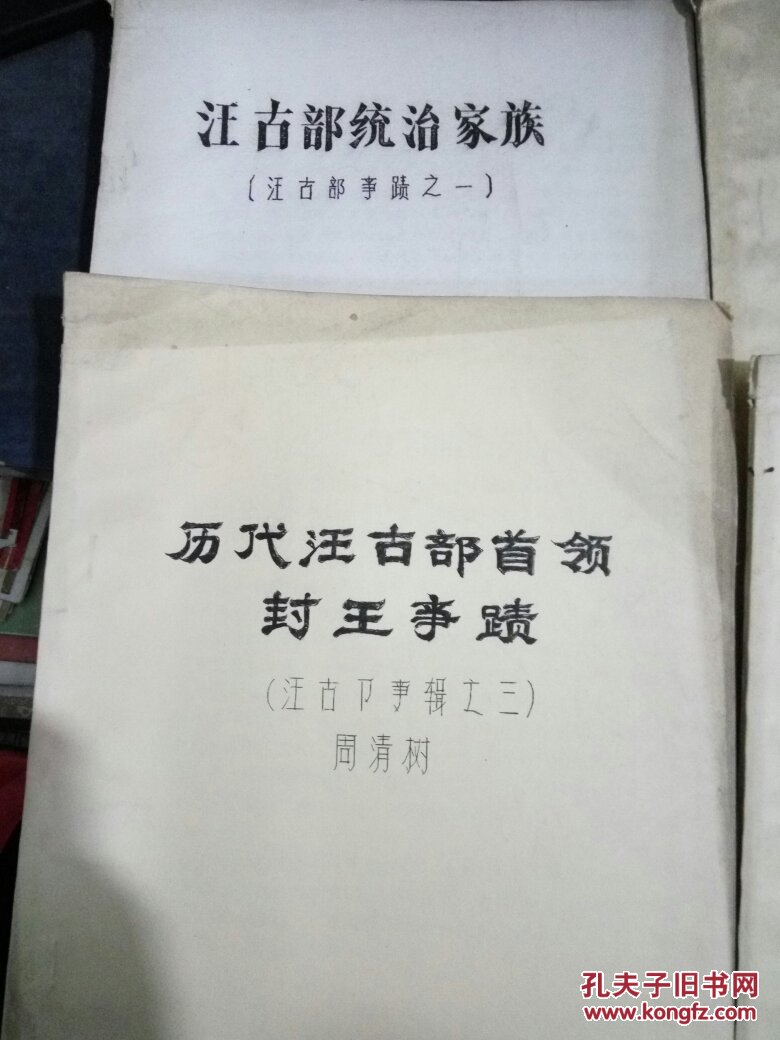 汪古部统治家族
〔汪古部事蹟之一〕
历代汪古部首领
封王事蹟
(汪古卩事辑之三)
周清树
孔夫子旧书网
www.kongfz.com